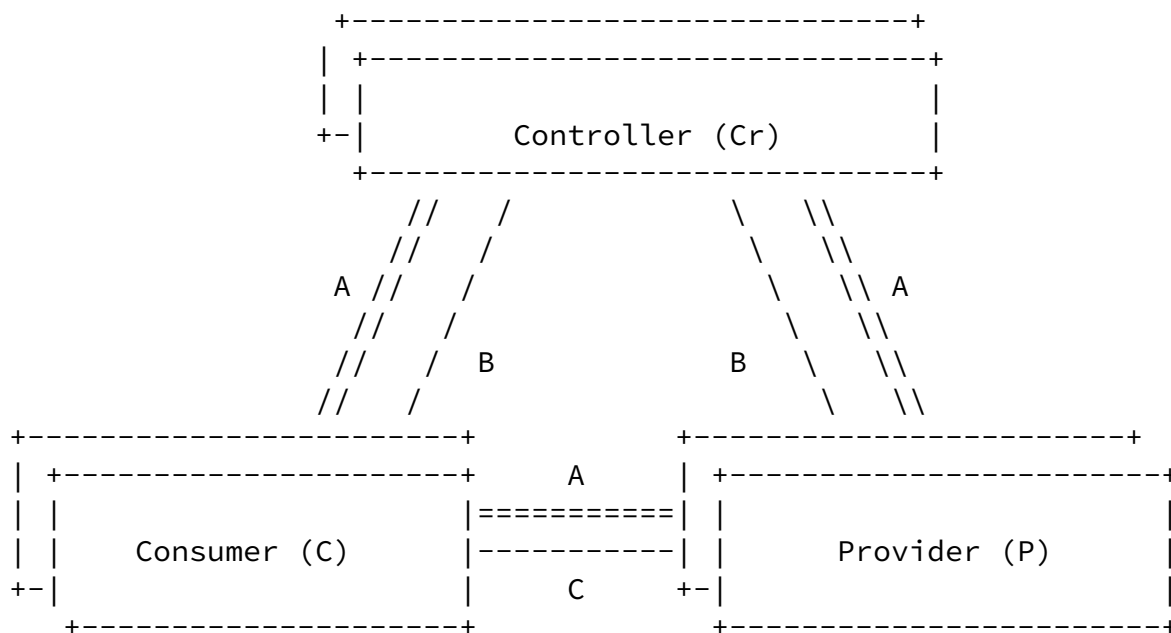 Controller (Cr)
A A
B B
A
Consumer (C) Provider (P)
C